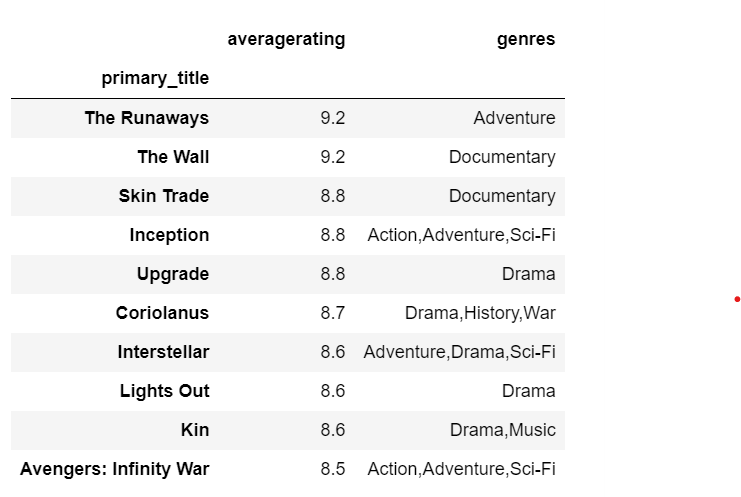 averagerating genres
primary_title
The Runaways 9.2 Adventure
The Wall 9.2 Documentary
Skin Trade 8.8 Documentary
Inception 8.8 Action,Adventure,Sci-Fi
Upgrade 8.8 Drama
Coriolanus 8.7 Drama,History,War
Interstellar 8.6 Adventure,Drama,Sci-Fi
Lights Out 8.6 Drama
Kin 8.6 Drama,Music
Avengers: Infinity War 8.5 Action,Adventure,Sci-Fi